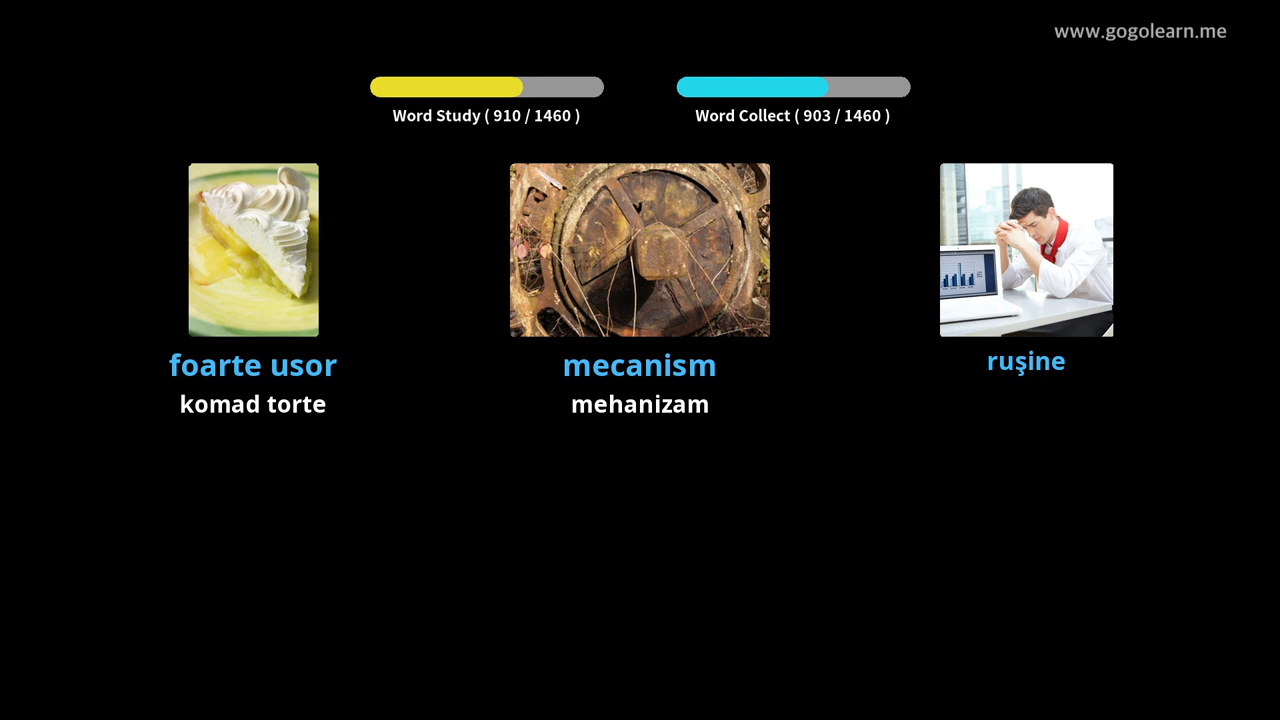 www.gogolearn.me
Word Study ( 910 / 1460 )
Word Collect ( 903 / 1460 )
foarte usor
mecanism
ruşine
komad torte
mehanizam